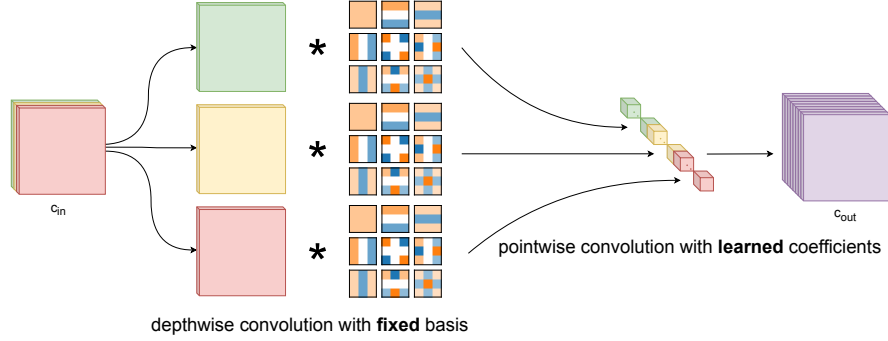 * 
*
*
c_in
c_out
pointwise convolution with learned coefficients
depthwise convolution with fixed basis